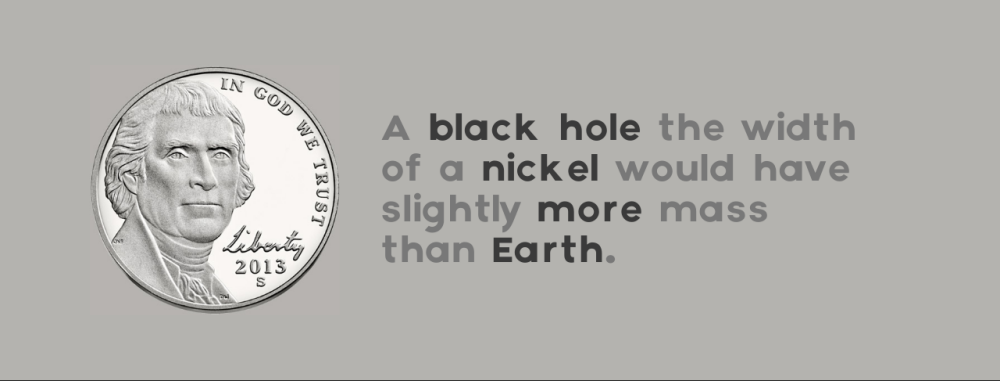 IN GOD WE TRUST
Liberty
2013
S
A black hole the width
of a nickel would have
slightly more mass
than Earth.